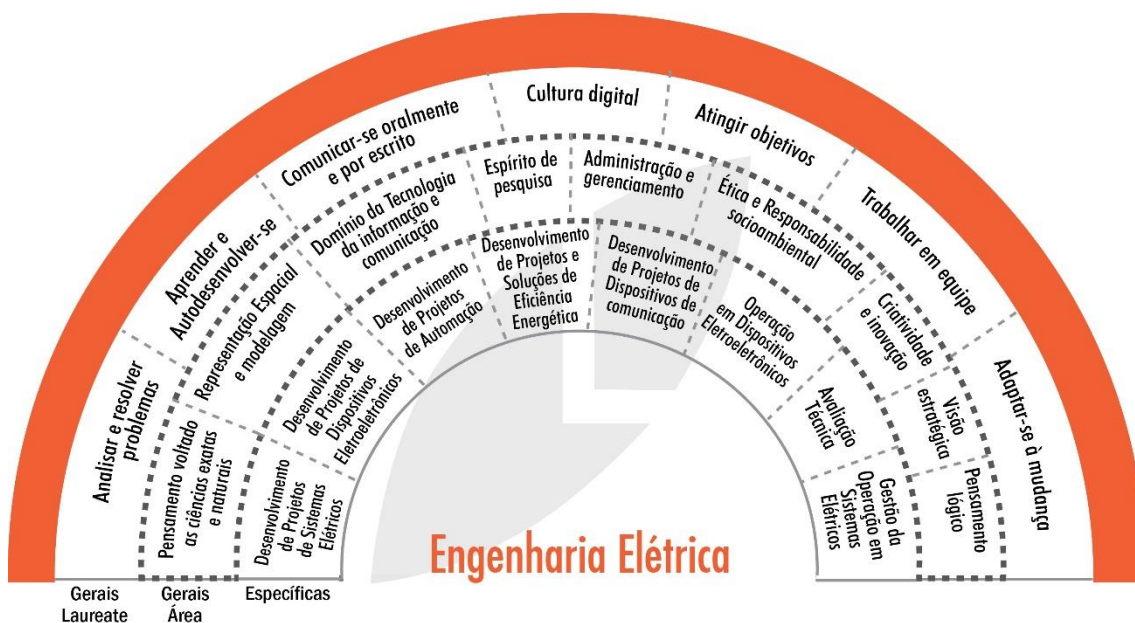 Analisar e resolver
problemas
Aprender e
Autodesenvolver-se
Comunicar-se oralmente
e por escrito
Cultura digital
Atingir objetivos
Trabalhar em equipe
Adaptar-se à mudança
Pensamento voltado
as ciências exatas
e naturais
Representação Espacial
e modelagem
Domínio da Tecnologia
da informação e
comunicação
Espírito de
pesquisa
Administração e
gerenciamento
Ética e Responsabilidade
socioambiental
Criatividade
e inovação
Visão
estratégica
Pensamento
lógico
Desenvolvimento
de Projetos
de Sistemas
Elétricos
Desenvolvimento
de Projetos de
Dispositivos
Eletroeletrônicos
Desenvolvimento
de Projetos
de Automação
Desenvolvimento
de Projetos e
Soluções de
Eficiência
Energética
Desenvolvimento
de Projetos de
Dispositivos de
comunicação
Operação
em Dispositivos
Eletroeletrônicos
Avaliação
Técnica
Gestão da
Operação em
Sistemas
Elétricos
Engenharia Elétrica
Gerais
Laureate
Gerais
Área
Específicas